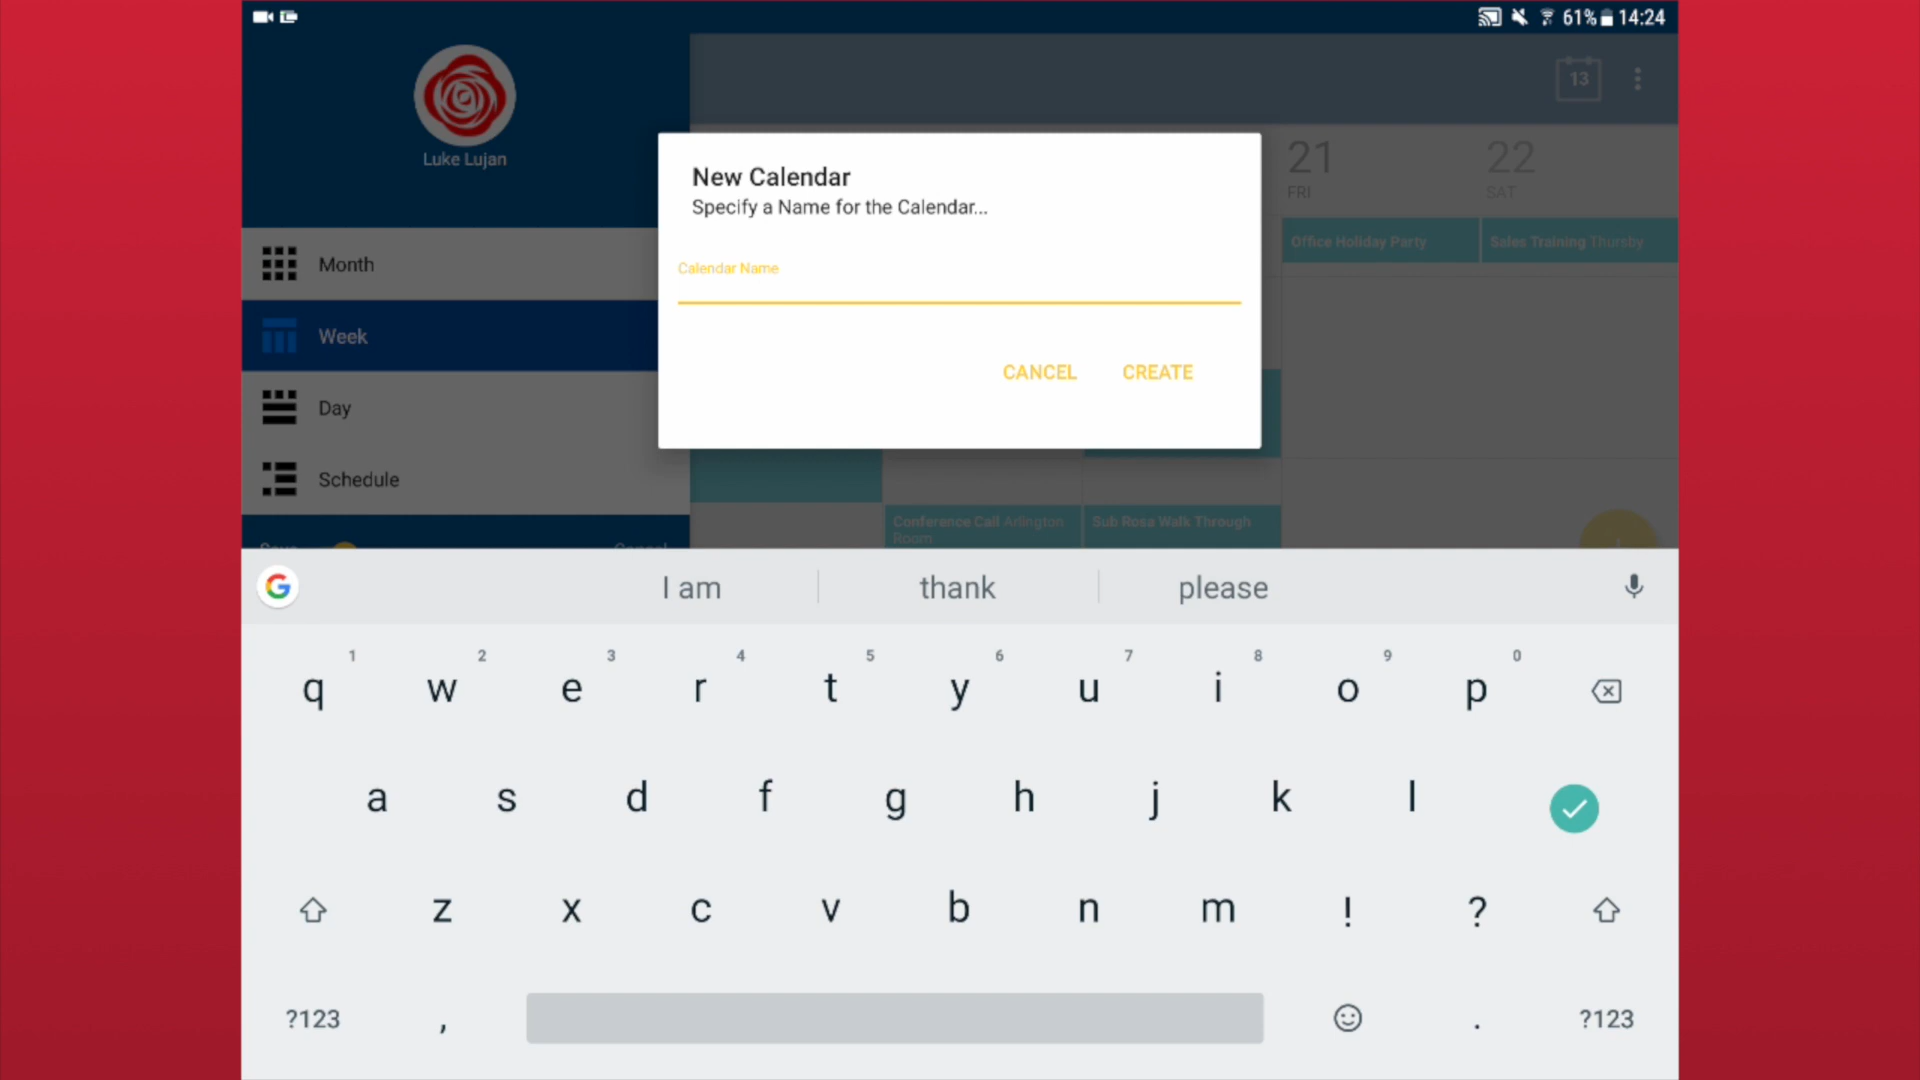 61% 14:24
Luke Lujan
13
New Calendar
Specify a Name for the Calendar...
Calendar Name
CANCEL CREATE
21
FRI
22
SAT
Office Holiday Party
Sales Training Thursby
Month
Week
Day
Schedule
Conference Call Arlington
Room
Sub Rosa Walk Through
I am thank please
1 2 3 4 5 6 7 8 9 0
q w e r t y u i o p
a s d f g h j k l
z x c v b n m ! ?
?123 , . ?123